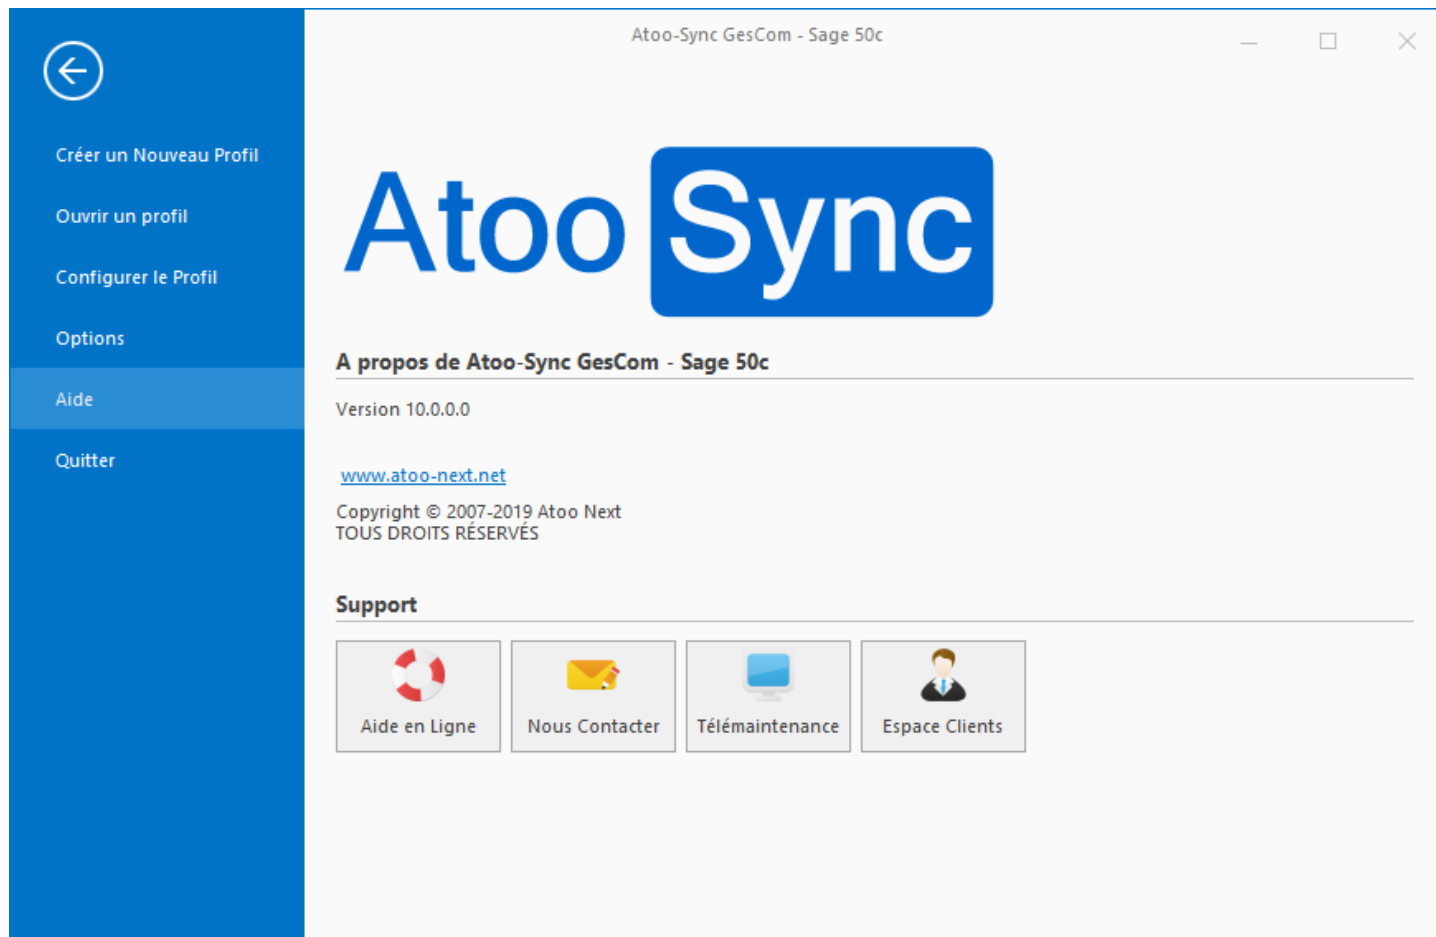 Atoo-Sync GesCom - Sage 50c
Créer un Nouveau Profil
Ouvrir un profil
Configurer le Profil
Options
Aide
Quitter
Atoo Sync
A propos de Atoo-Sync GesCom - Sage 50c
Version 10.0.0.0
www.atoo-next.net
Copyright © 2007-2019 Atoo Next
TOUS DROITS RÉSERVÉS
Support
Aide en Ligne
Nous Contacter
Télémaintenance
Espace Clients